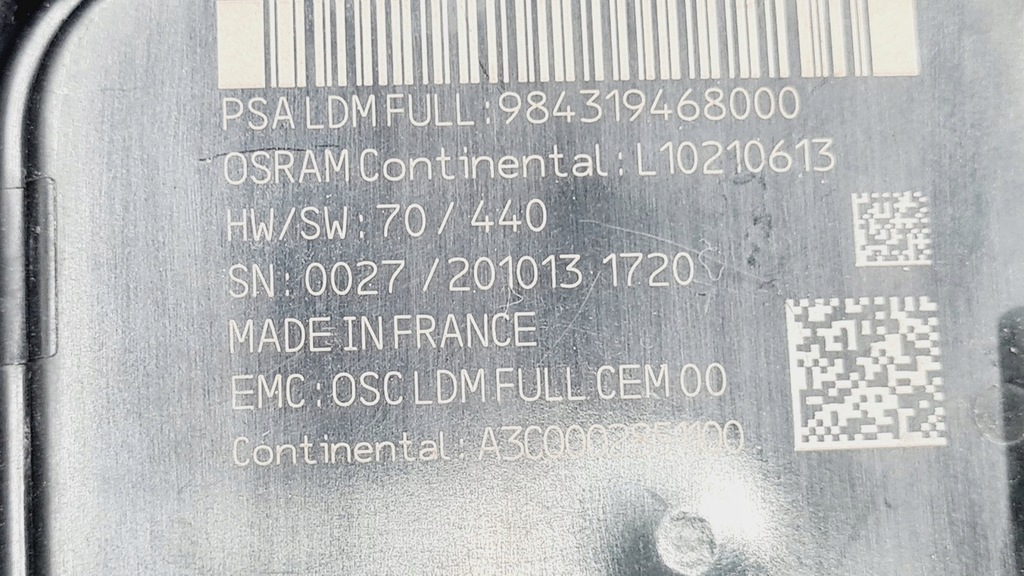 PSA LDM FULL : 984319468000
OSRAM Continental : L10210613
HW/SW : 70 / 440
SN : 0027 / 201013 1720
MADE IN FRANCE
EMC : OSC LDM FULL CEM 00
Continental :